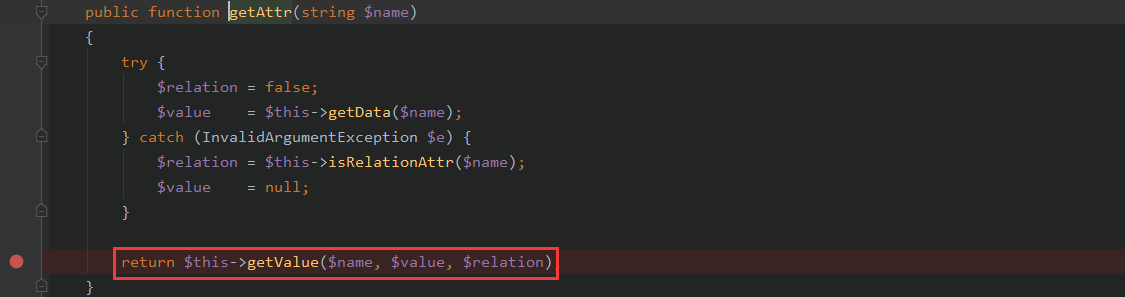 public function getAttr(string $name)
{
try {
$relation = false;
$value = $this->getData($name);
} catch (InvalidArgumentException $e) {
$relation = $this->isRelationAttr($name);
$value = null;
}
return $this->getValue($name, $value, $relation)
}